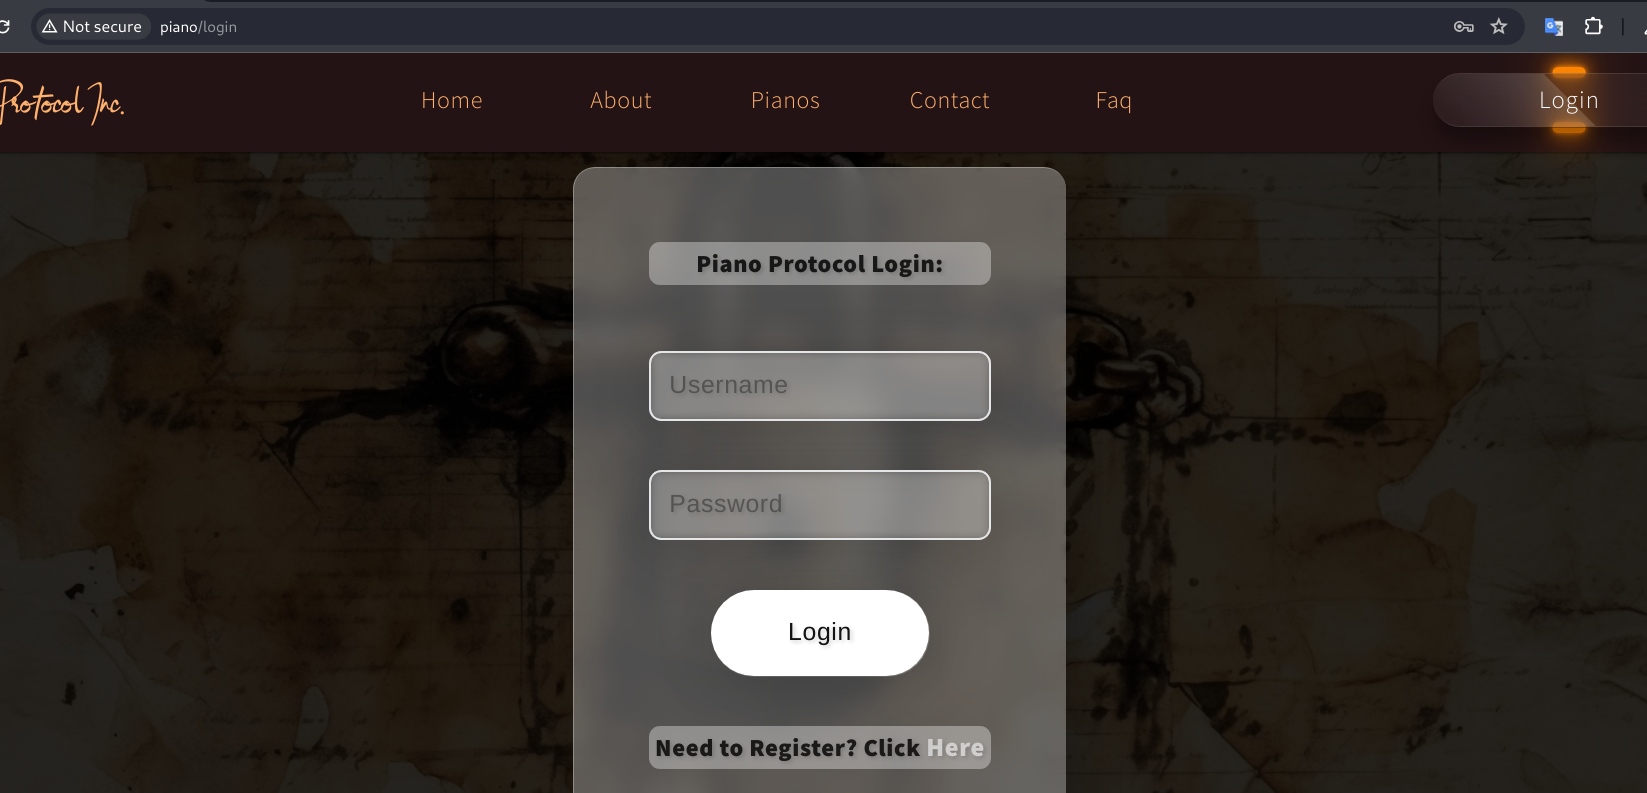 Not secure piano/login
Protocol Inc. Home About Pianos Contact Faq Login
Piano Protocol Login:
Username
Password
Login
Need to Register? Click Here